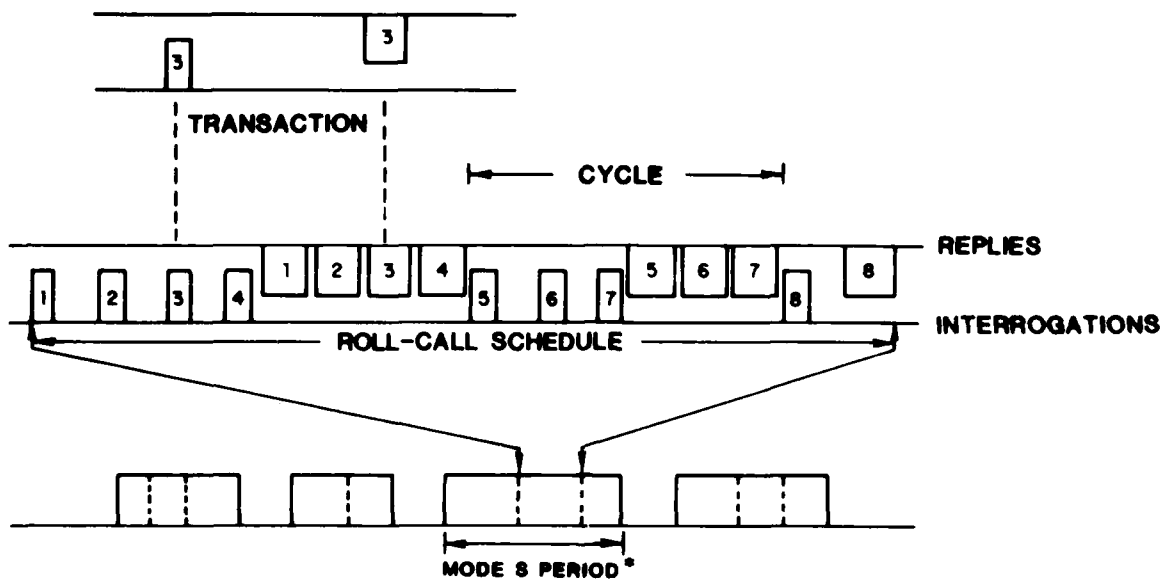 3
3
TRANSACTION
CYCLE
REPLIES
1 2 3 4 5 6 7 8
1 2 3 4 5 6 7 8
INTERROGATIONS
ROLL-CALL SCHEDULE
MODE S PERIOD*